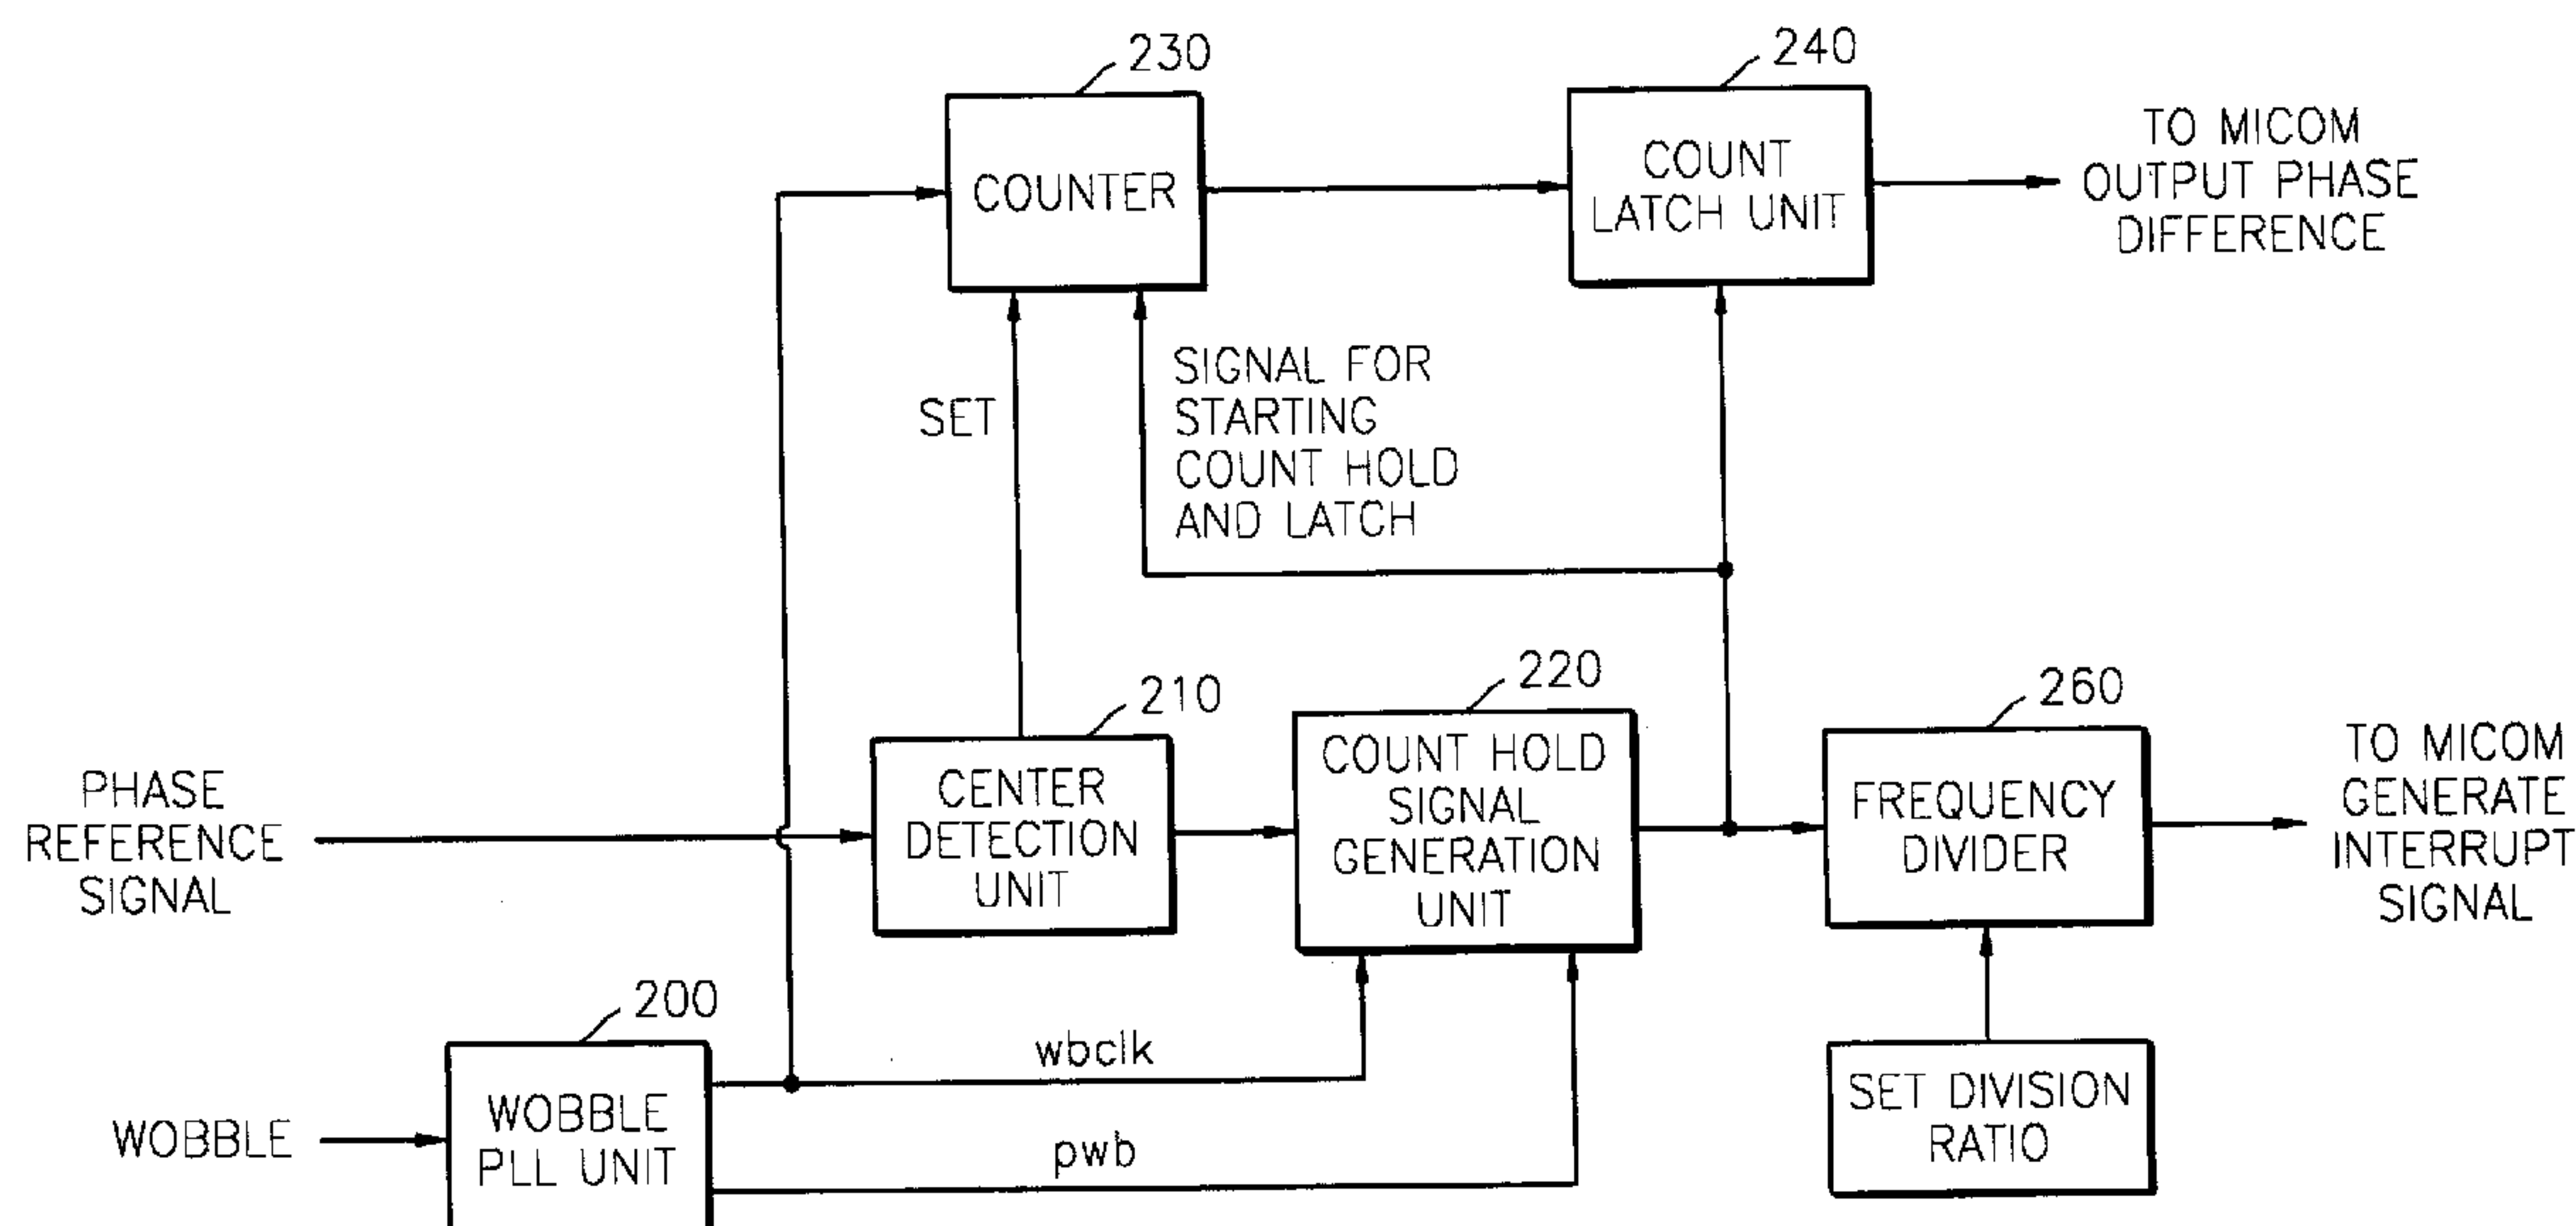 230
COUNTER
240
COUNT
LATCH UNIT
TO MICOM
OUTPUT PHASE
DIFFERENCE
SET
SIGNAL FOR
STARTING
COUNT HOLD
AND LATCH
PHASE
REFERENCE
SIGNAL
210
CENTER
DETECTION
UNIT
220
COUNT HOLD
SIGNAL
GENERATION
UNIT
260
FREQUENCY
DIVIDER
TO MICOM
GENERATE
INTERRUPT
SIGNAL
WOBBLE
200
WOBBLE
PLL UNIT
wbclk
pwb
SET DIVISION
RATIO